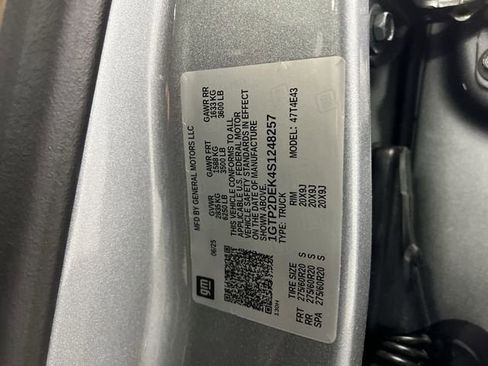 gm
MFD BY GENERAL MOTORS LLC
06/25
GVWR GAWR FRT GAWR RR
2835 KG 1588 KG 1633 KG
6250 LB 3500 LB 3600 LB
THIS VEHICLE CONFORMS TO ALL
APPLICABLE U.S. FEDERAL MOTOR
VEHICLE SAFETY STANDARDS IN EFFECT
ON THE DATE OF MANUFACTURE
SHOWN ABOVE.
1GTP2DEK4S1248257
TYPE: TRUCK MODEL: 47T4E43
TIRE SIZE RIM
FRT 275/60R20 S 20X9J
RR 275/60R20 S 20X9J
SPA 275/60R20 S 20X9J